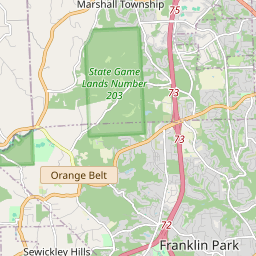 Marshall Township
75
State Game
Lands Number
203
73
73
Orange Belt
72
Sewickley Hills
Franklin Park